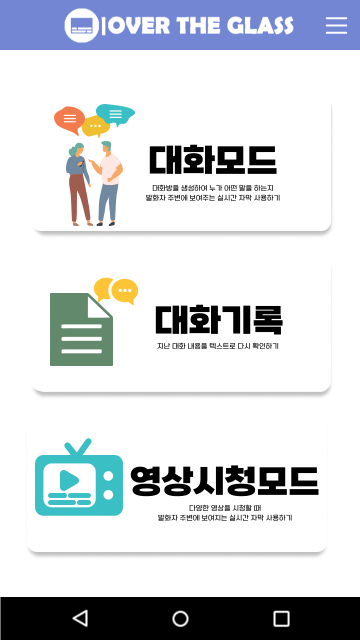 OVER THE GLASS
대화모드
대화방을 생성하여 누가 어떤 말을 하는지
발화자 주변에 보여주는 실시간 자막 사용하기
대화기록
지난 대화 내용을 텍스트로 다시 확인하기
영상시청모드
다양한 영상을 시청할 때
발화자 주변에 보여지는 실시간 자막 사용하기